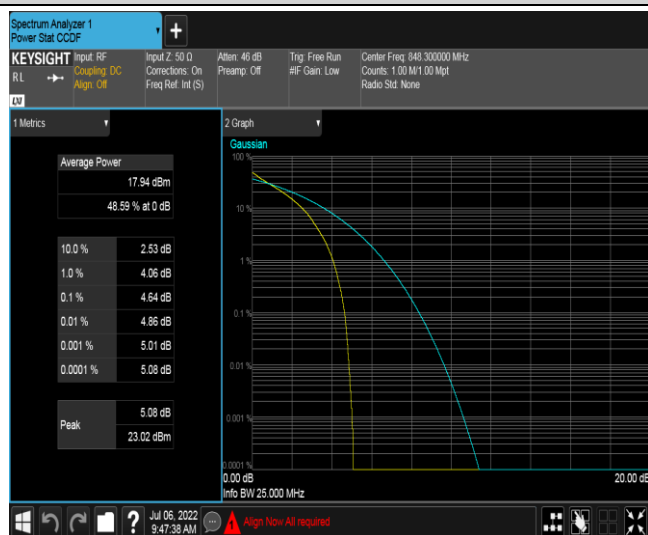 Spectrum Analyzer 1
Power Stat CCDF
+
KEYSIGHT
RL
LXI
Input: RF
Coupling: DC
Align: Off
Input Z: 50 Ω
Corrections: On
Freq Ref: Int (S)
Atten: 46 dB
Preamp: Off
Trig: Free Run
#IF Gain: Low
Center Freq: 848.300000 MHz
Counts: 1.00 M/1.00 Mpt
Radio Std: None
1 Metrics
Average Power
17.94 dBm
48.59 % at 0 dB
10.0 % 2.53 dB
1.0 % 4.06 dB
0.1 % 4.64 dB
0.01 % 4.86 dB
0.001 % 5.01 dB
0.0001 % 5.08 dB
Peak
5.08 dB
23.02 dBm
2 Graph
Gaussian
100 %
10 %
1 %
0.1 %
0.01 %
0.001 %
0.0001 %
0.00 dB 20.00 dB
Info BW 25.000 MHz
?
Jul 06, 2022
9:47:38 AM
Align Now All required